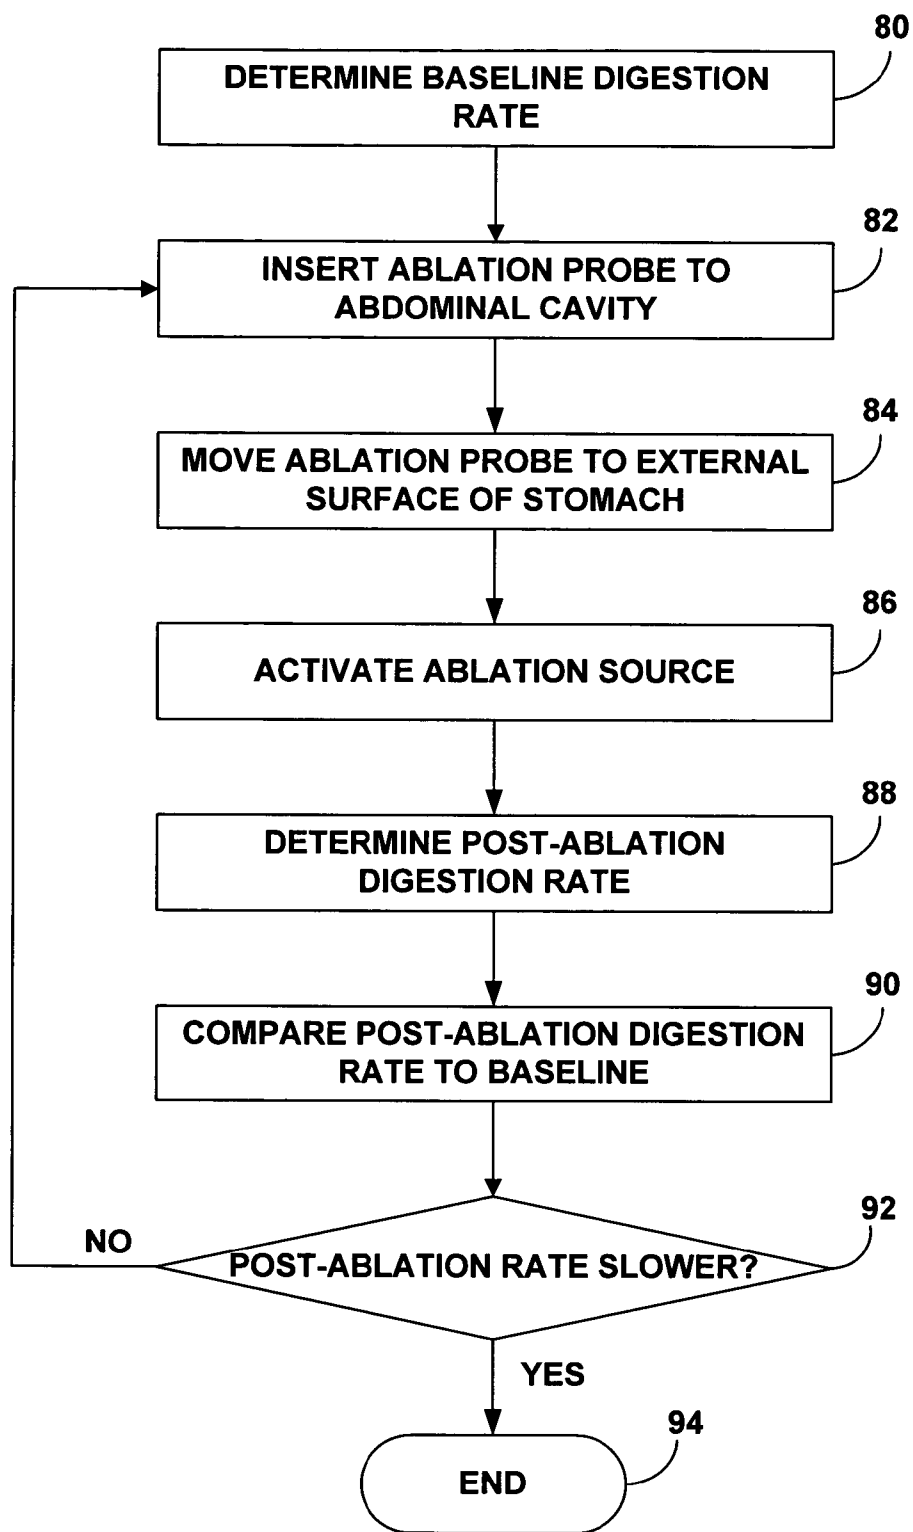 80
DETERMINE BASELINE DIGESTION
RATE
82
INSERT ABLATION PROBE TO
ABDOMINAL CAVITY
84
MOVE ABLATION PROBE TO EXTERNAL
SURFACE OF STOMACH
86
ACTIVATE ABLATION SOURCE
88
DETERMINE POST-ABLATION
DIGESTION RATE
90
COMPARE POST-ABLATION DIGESTION
RATE TO BASELINE
92
NO
POST-ABLATION RATE SLOWER?
YES
94
END